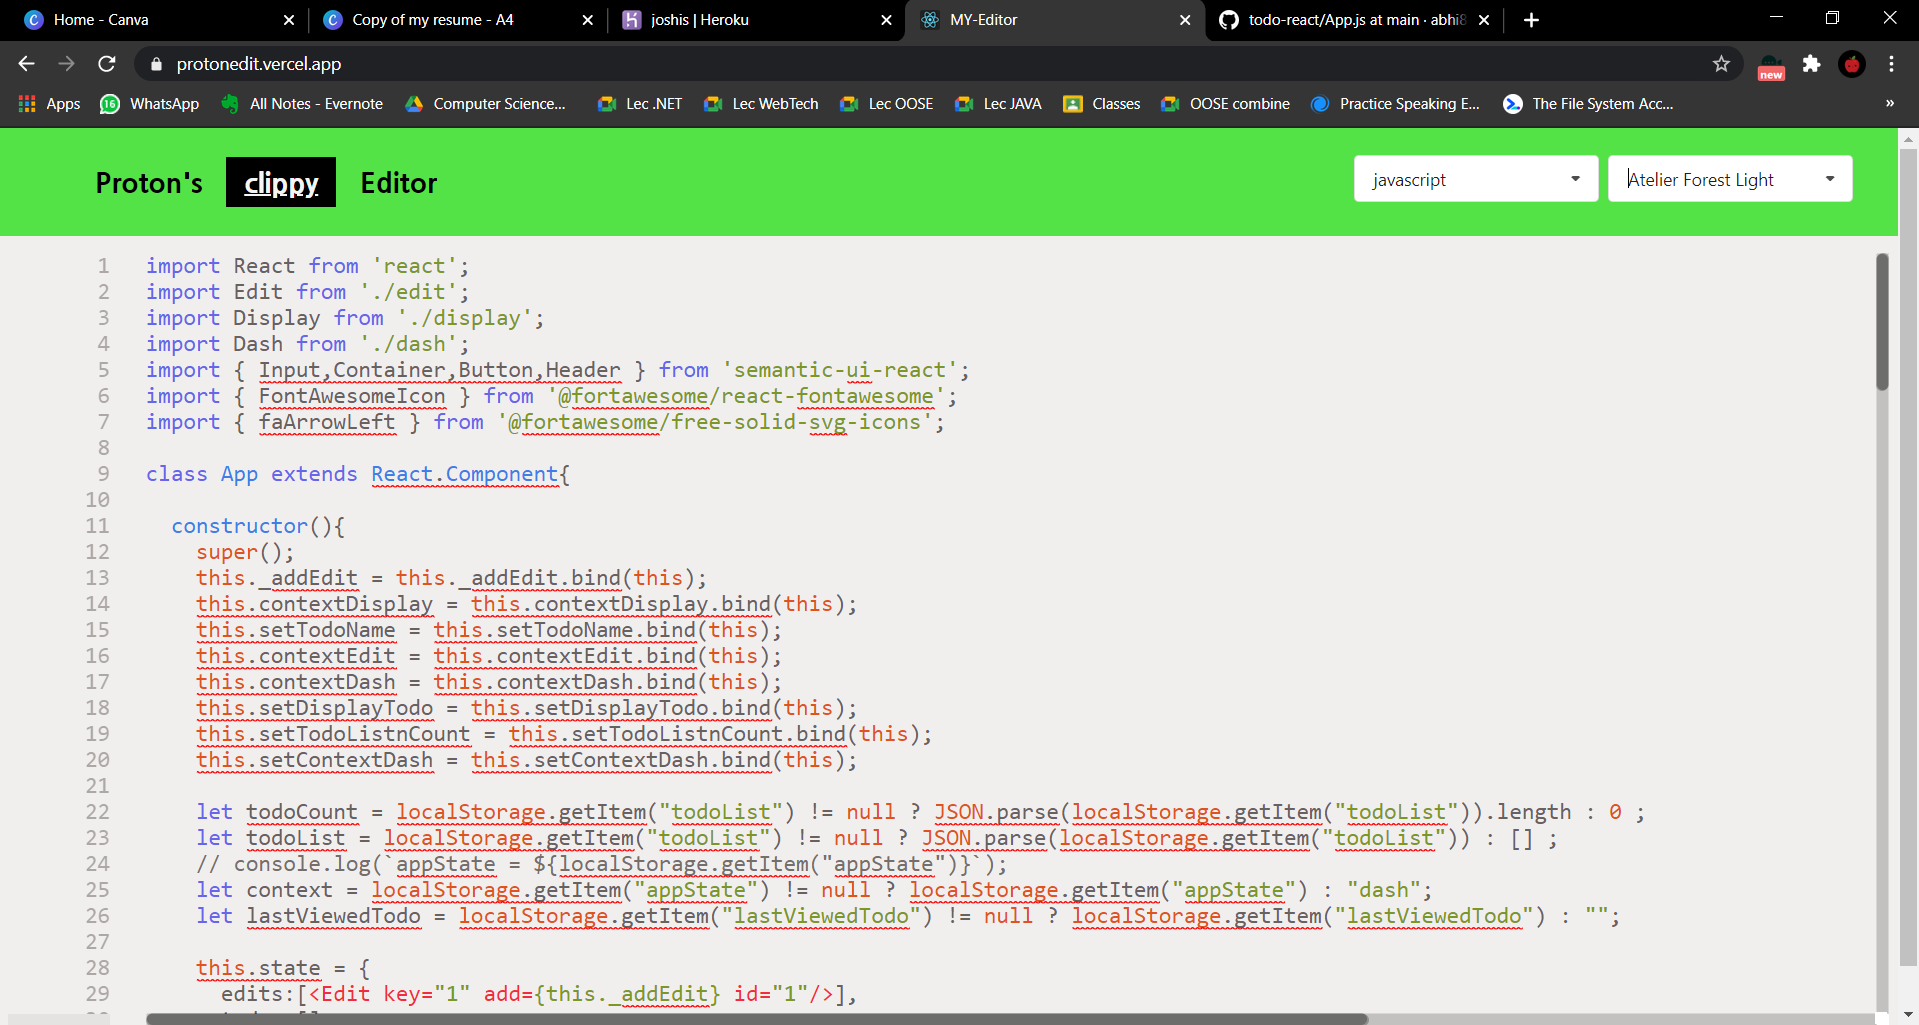 Home - Canva
Copy of my resume - A4
joshis | Heroku
MY-Editor
todo-react/App.js at main · abhi8
protonedit.vercel.app
new
Apps
16
WhatsApp
All Notes - Evernote
Computer Science...
Lec .NET
Lec WebTech
Lec OOSE
Lec JAVA
Classes
OOSE combine
Practice Speaking E...
The File System Acc...
»
Proton's clippy Editor
javascript
Atelier Forest Light
1 import React from 'react';
2 import Edit from './edit';
3 import Display from './display';
4 import Dash from './dash';
5 import { Input,Container,Button,Header } from 'semantic-ui-react';
6 import { FontAwesomeIcon } from '@fortawesome/react-fontawesome';
7 import { faArrowLeft } from '@fortawesome/free-solid-svg-icons';
8
9 class App extends React.Component{
10
11 constructor(){
12 super();
13 this._addEdit = this._addEdit.bind(this);
14 this.contextDisplay = this.contextDisplay.bind(this);
15 this.setTodoName = this.setTodoName.bind(this);
16 this.contextEdit = this.contextEdit.bind(this);
17 this.contextDash = this.contextDash.bind(this);
18 this.setDisplayTodo = this.setDisplayTodo.bind(this);
19 this.setTodoListnCount = this.setTodoListnCount.bind(this);
20 this.setContextDash = this.setContextDash.bind(this);
21
22 let todoCount = localStorage.getItem("todoList") != null ? JSON.parse(localStorage.getItem("todoList")).length : 0 ;
23 let todoList = localStorage.getItem("todoList") != null ? JSON.parse(localStorage.getItem("todoList")) : [] ;
24 // console.log(`appState = ${localStorage.getItem("appState")}`);
25 let context = localStorage.getItem("appState") != null ? localStorage.getItem("appState") : "dash";
26 let lastViewedTodo = localStorage.getItem("lastViewedTodo") != null ? localStorage.getItem("lastViewedTodo") : "";
27
28 this.state = {
29 edits:[<Edit key="1" add={this._addEdit} id="1"/>],